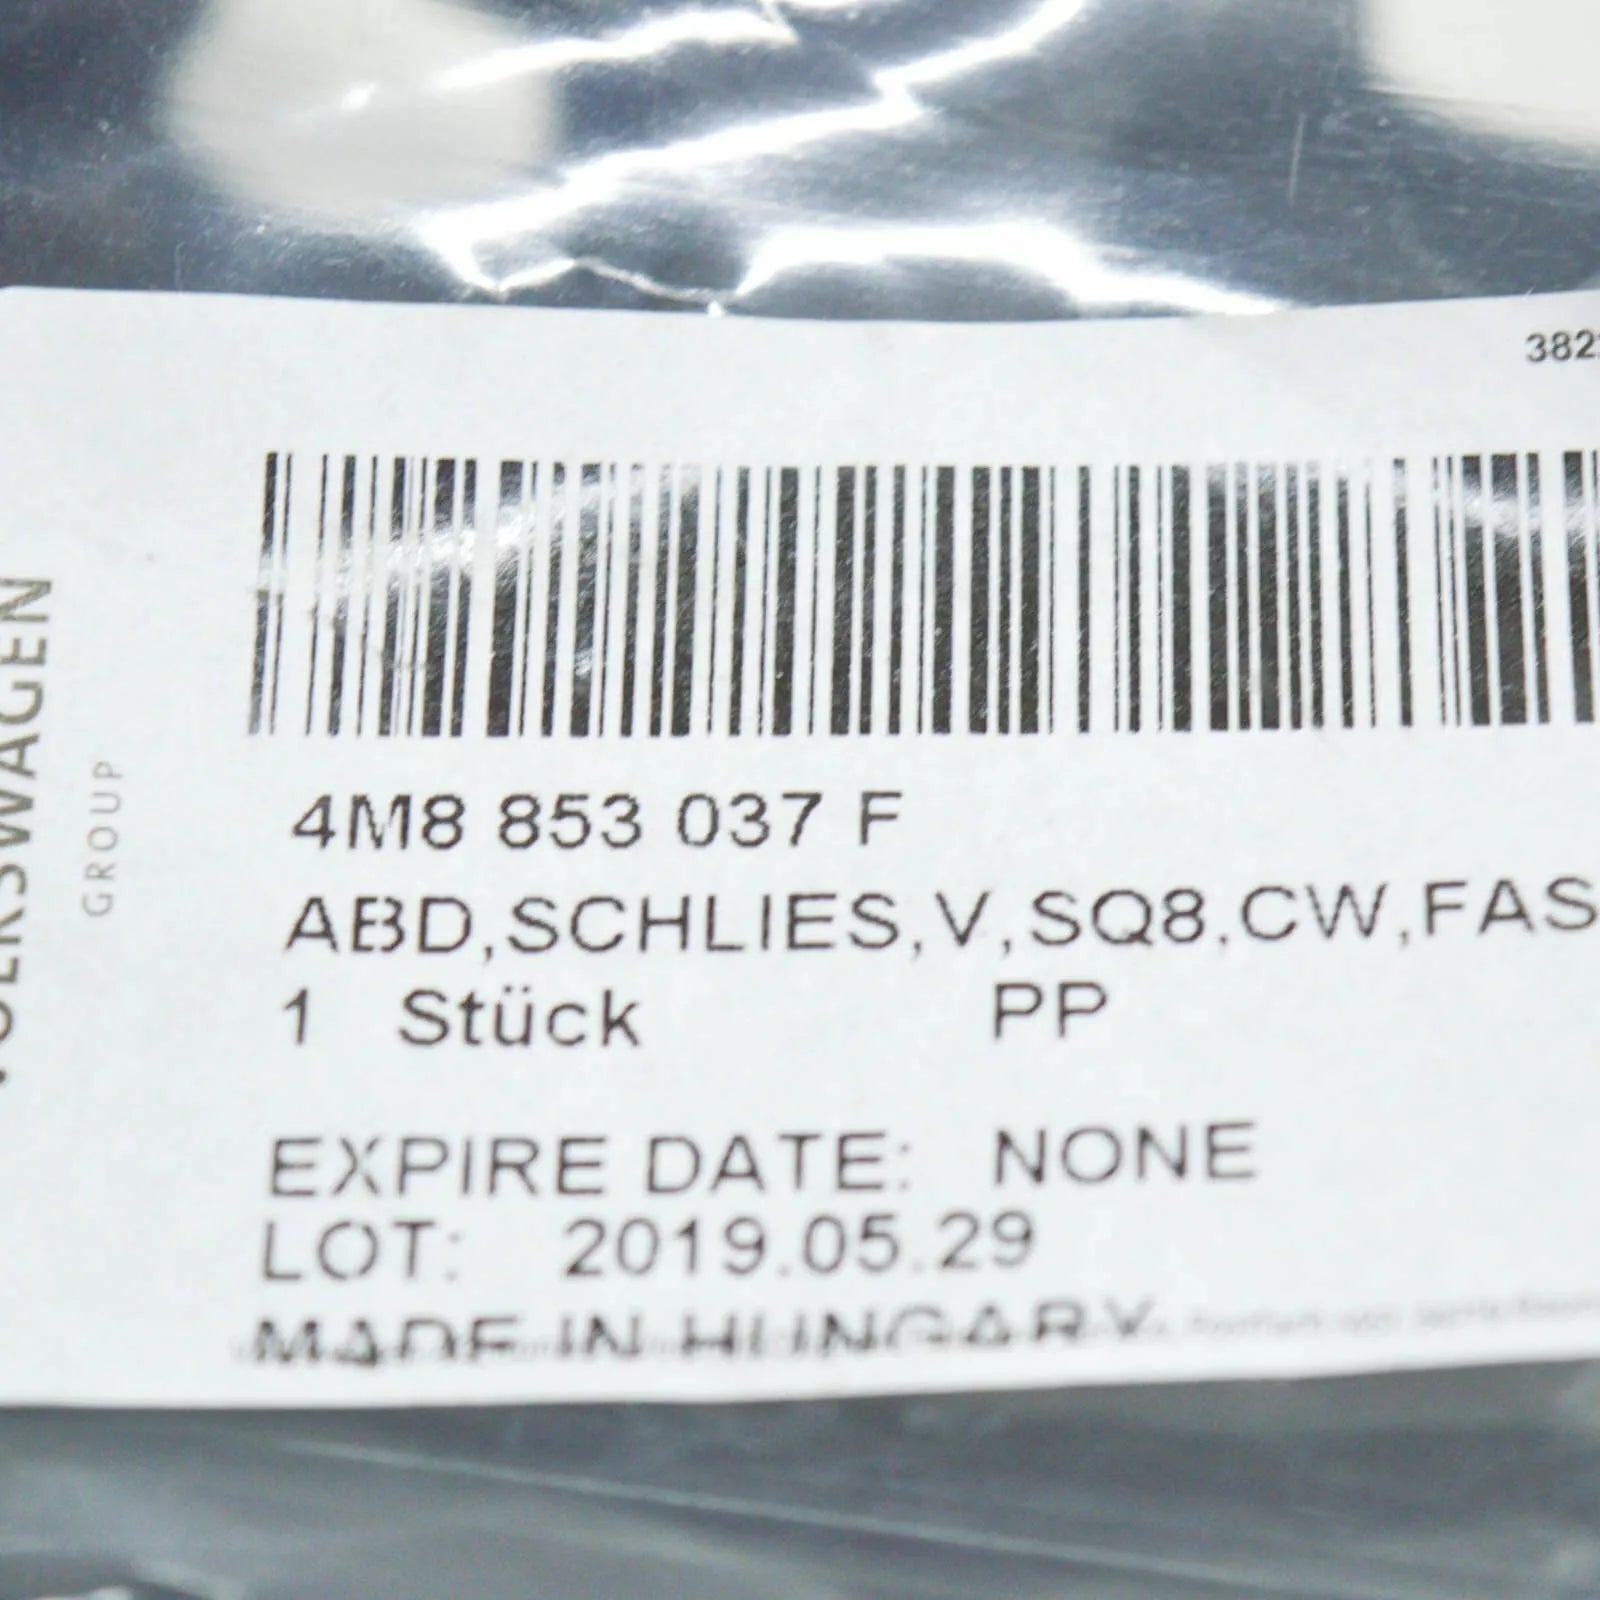 382
4M8 853 037 F
ABD,SCHLIES,V,SQ8,CW,FAS
1 Stück PP
EXPIRE DATE: NONE
LOT: 2019.05.29
MADE IN HUNGARY
VOLKSWAGEN
GROUP